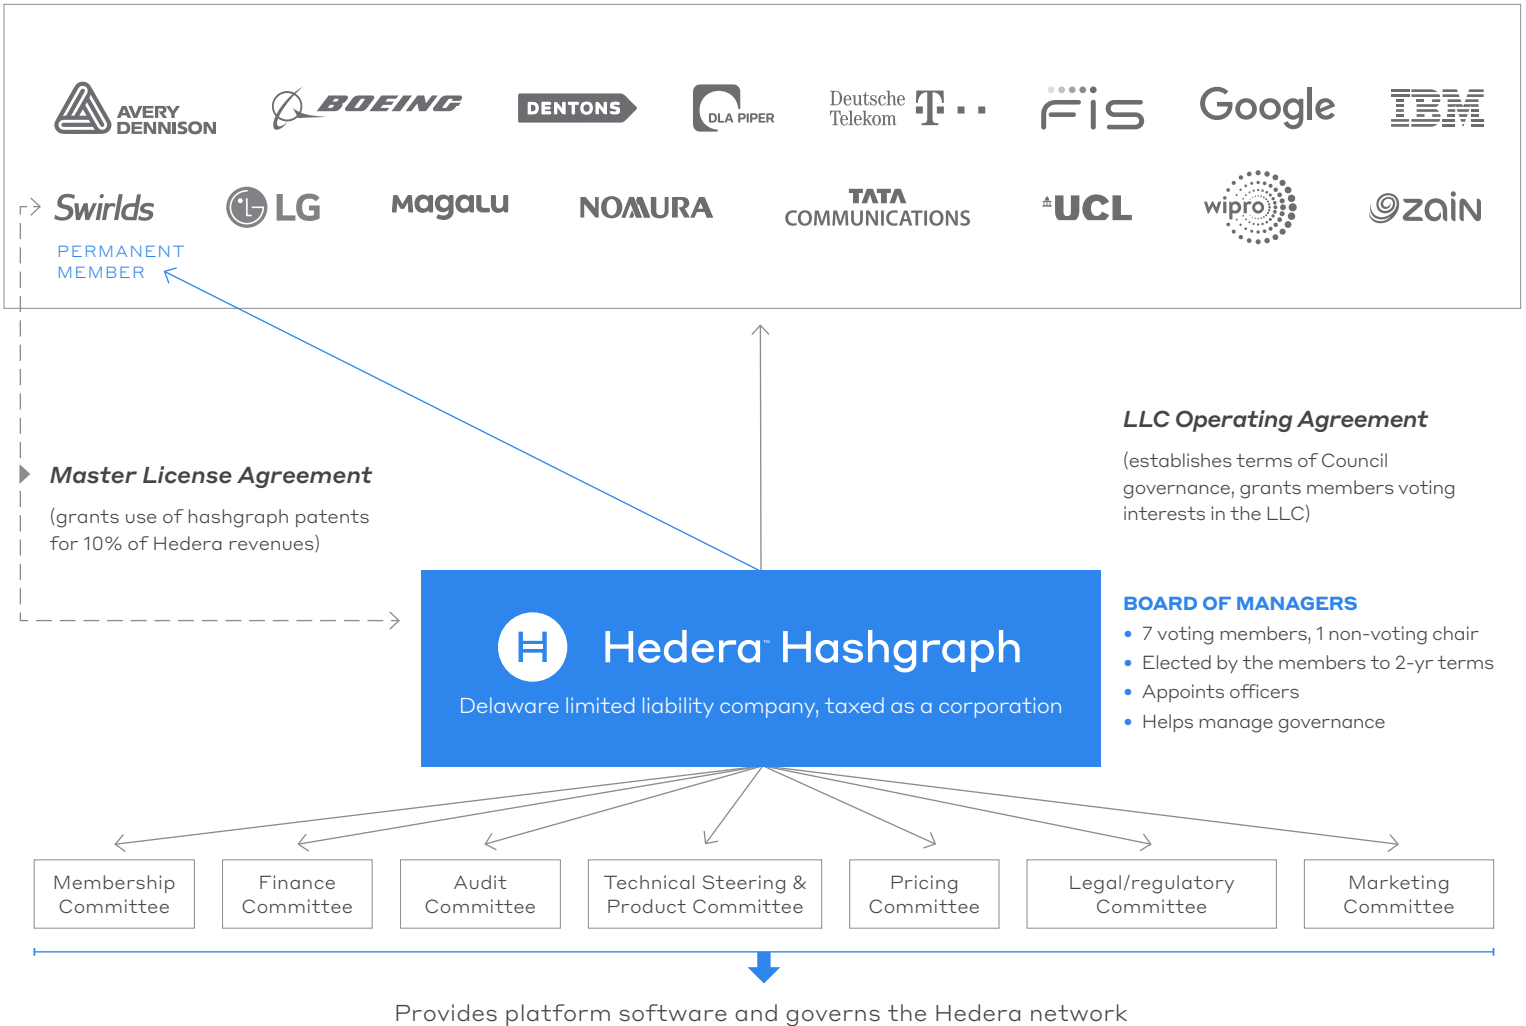 AVERY
DENNISON
BOEING
DENTONS
DLA PIPER
Deutsche
Telekom
T
FIS
Google
IBM
Swirlds
LG
MagaLu
NOMURA
TATA
COMMUNICATIONS
UCL
wipro
zain
PERMANENT
MEMBER
LLC Operating Agreement
(establishes terms of Council
governance, grants members voting
interests in the LLC)
Master License Agreement
(grants use of hashgraph patents
for 10% of Hedera revenues)
H
Hedera™ Hashgraph
Delaware limited liability company, taxed as a corporation
BOARD OF MANAGERS
• 7 voting members, 1 non-voting chair
• Elected by the members to 2-yr terms
• Appoints officers
• Helps manage governance
Membership
Committee
Finance
Committee
Audit
Committee
Technical Steering &
Product Committee
Pricing
Committee
Legal/regulatory
Committee
Marketing
Committee
Provides platform software and governs the Hedera network